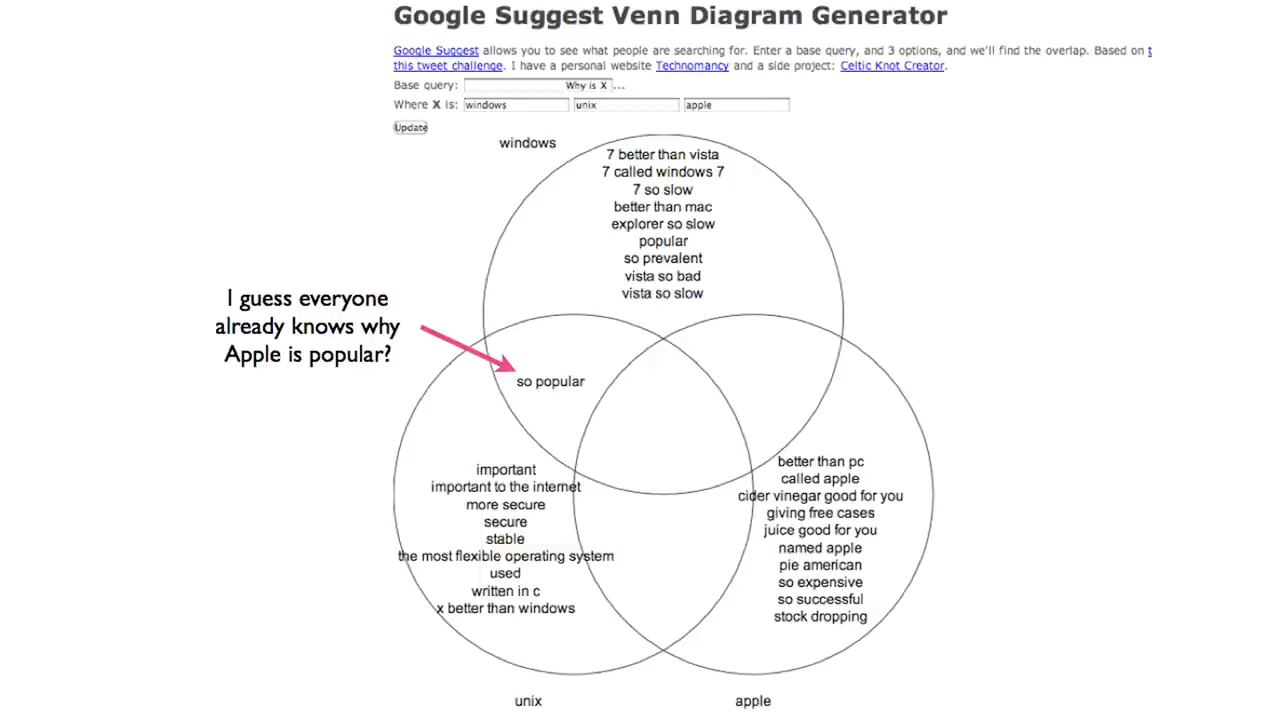 Google Suggest Venn Diagram Generator
Google Suggest allows you to see what people are searching for. Enter a base query, and 3 options, and we'll find the overlap. Based on t
this tweet challenge. I have a personal website Technomancy and a side project: Celtic Knot Creator.
Base query: Why is X ...
Where X is: windows unix apple
Update
windows
7 better than vista
7 called windows 7
7 so slow
better than mac
explorer so slow
popular
so prevalent
vista so bad
vista so slow
I guess everyone
already knows why
Apple is popular?
so popular
important
important to the internet
more secure
secure
stable
the most flexible operating system
used
written in c
x better than windows
better than pc
called apple
cider vinegar good for you
giving free cases
juice good for you
named apple
pie american
so expensive
so successful
stock dropping
unix
apple